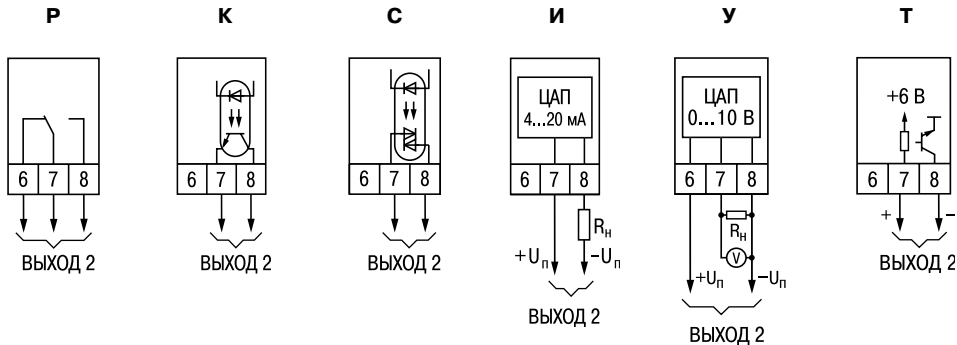 Р К С И У Т
ЦАП
4...20 мА
ЦАП
0...10 В
+6 В
6 7 8
6 7 8
6 7 8
6 7 8
6 7 8
6 7 8
Rн
Rн
V
+ –
+Uп –Uп
+Uп –Uп
ВЫХОД 2
ВЫХОД 2
ВЫХОД 2
ВЫХОД 2
ВЫХОД 2
ВЫХОД 2